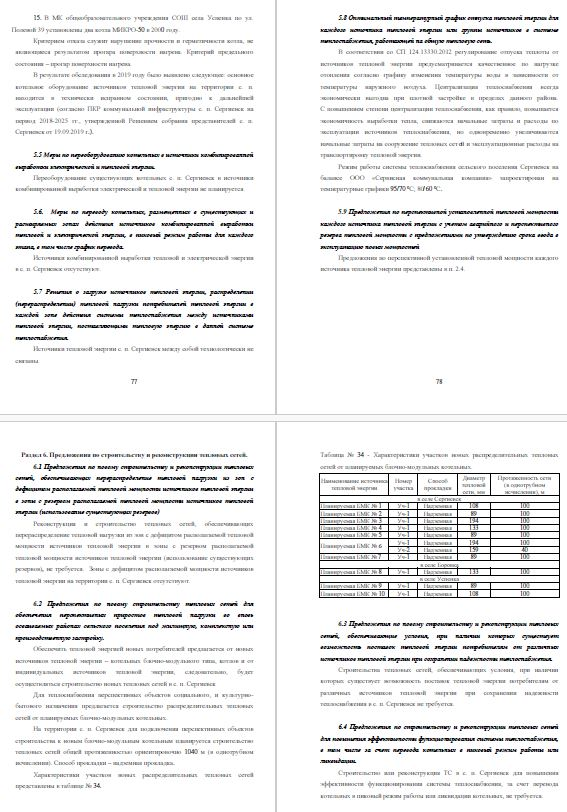 15. В МК общеобразовательного учреждения СОШ села Успенка по ул.
Полевой 39 установлены два котла МИКРО-50 в 2000 году.
Критерием отказа служит нарушение прочности и герметичности котла, не
являющиеся результатом прогара поверхности нагрева. Критерий предельного
состояния – прогар поверхности нагрева.
В результате обследования в 2019 году было выявлено следующее: основное
котельное оборудование источников тепловой энергии на территории с. п.
находится в технически исправном состоянии, пригодно к дальнейшей
эксплуатации (согласно ПКР коммунальной инфраструктуры с. п. Сергиевск на
период 2018-2025 гг., утвержденной Решением собрания представителей с. п.
Сергиевск от 19.09.2019 г.).
5.5 Меры по переоборудованию котельных в источники комбинированной
выработки электрической и тепловой энергии.
Переоборудование существующих котельных с. п. Сергиевск в источники
комбинированной выработки электрической и тепловой энергии не планируется.
5.6. Меры по переводу котельных, размещенных в существующих и
расширяемых зонах действия источников комбинированной выработки
тепловой и электрической энергии, в пиковый режим работы для каждого
этапа, в том числе график перевода.
Источники комбинированной выработки тепловой и электрической энергии
в с. п. Сергиевск отсутствуют.
5.7 Решения о загрузке источников тепловой энергии, распределении
(перераспределении) тепловой нагрузки потребителей тепловой энергии в
каждой зоне действия системы теплоснабжения между источниками
тепловой энергии, поставляющими тепловую энергию в данной системе
теплоснабжения.
Источники тепловой энергии с. п. Сергиевск между собой технологически не
связаны.
77
5.8 Оптимальный температурный график отпуска тепловой энергии для
каждого источника тепловой энергии или группы источников в системе
теплоснабжения, работающей на общую тепловую сеть.
В соответствии со СП 124.13330.2012 регулирование отпуска теплоты от
источников тепловой энергии предусматривается качественное по нагрузке
отопления согласно графику изменения температуры воды в зависимости от
температуры наружного воздуха. Централизация теплоснабжения всегда
экономически выгодна при плотной застройке в пределах данного района.
С повышением степени централизации теплоснабжения, как правило, повышается
экономичность выработки тепла, снижаются начальные затраты и расходы по
эксплуатации источников теплоснабжения, но одновременно увеличиваются
начальные затраты на сооружение тепловых сетей и эксплуатационные расходы на
транспортировку тепловой энергии.
Режим работы системы теплоснабжения сельского поселения Сергиевск на
балансе ООО «Сервисная коммунальная компания» запроектирован на
температурные графики 95/70 °С; 80/60 °С.
5.9 Предложения по перспективной установленной тепловой мощности
каждого источника тепловой энергии с учетом аварийного и перспективного
резерва тепловой мощности с предложениями по утверждению срока ввода в
эксплуатацию новых мощностей
Предложения по перспективной установленной тепловой мощности каждого
источника тепловой энергии представлены в п. 2.4.
78
Раздел 6. Предложения по строительству и реконструкции тепловых сетей.
6.1 Предложения по новому строительству и реконструкции тепловых
сетей, обеспечивающих перераспределение тепловой нагрузки из зон с
дефицитом располагаемой тепловой мощности источников тепловой энергии
в зоны с резервом располагаемой тепловой мощности источников тепловой
энергии (использование существующих резервов)
Реконструкция и строительство тепловых сетей, обеспечивающих
перераспределение тепловой нагрузки из зон с дефицитом располагаемой тепловой
мощности источников тепловой энергии в зоны с резервом располагаемой
тепловой мощности источников тепловой энергии (использование существующих
резервов), не требуется. Зоны с дефицитом располагаемой мощности источников
тепловой энергии на территории с. п. Сергиевск отсутствуют.
6.2 Предложения по новому строительству тепловых сетей для
обеспечения перспективных приростов тепловой нагрузки во вновь
осваиваемых районах сельского поселения под жилищную, комплексную или
производственную застройку.
Обеспечить тепловой энергией новых потребителей предлагается от новых
источников тепловой энергии – котельных блочно-модульного типа, котлов и от
индивидуальных источников тепловой энергии, следовательно, будет
осуществляться строительство новых тепловых сетей в с. п. Сергиевск
Для теплоснабжения перспективных объектов социального, и культурно-
бытового назначения предлагается строительство распределительных тепловых
сетей от планируемых блочно-модульных котельных.
На территории с. п. Сергиевск для подключения перспективных объектов
строительства к новым блочно-модульным котельным планируется строительство
тепловых сетей общей протяженностью ориентировочно 1040 м (в однотрубном
исчислении). Способ прокладки – надземная прокладка.
Характеристики участков новых распределительных тепловых сетей
представлены в таблице № 34.
Таблица № 34 - Характеристики участков новых распределительных тепловых
сетей от планируемых блочно-модульных котельных.
Наименование источника тепловой энергии Номер участка Способ прокладки Диаметр тепловой сети, мм Протяженность сети (в однотрубном исчислении), м
в селе Сергиевск
Планируемая БМК № 1 Уч-1 Надземная 108 100
Планируемая БМК № 2 Уч-1 Надземная 89 100
Планируемая БМК № 3 Уч-1 Надземная 194 100
Планируемая БМК № 4 Уч-1 Надземная 133 100
Планируемая БМК № 5 Уч-1 Надземная 89 100
Планируемая БМК № 6 Уч-1 Надземная 194 100
Уч-2 Надземная 159 40
Планируемая БМК № 7 Уч-1 Надземная 89 100
в селе Боровка
Планируемая БМК № 8 Уч-1 Надземная 133 100
в селе Успенка
Планируемая БМК № 9 Уч-1 Надземная 89 100
Планируемая БМК № 10 Уч-1 Надземная 108 100
6.3 Предложения по новому строительству и реконструкции тепловых
сетей, обеспечивающие условия, при наличии которых существует
возможность поставок тепловой энергии потребителям от различных
источников тепловой энергии при сохранении надежности теплоснабжения.
Строительство тепловых сетей, обеспечивающих условия, при наличии
которых существует возможность поставок тепловой энергии потребителям от
различных источников тепловой энергии при сохранении надежности
теплоснабжения в с. п. Сергиевск не требуется.
6.4 Предложения по строительству и реконструкции тепловых сетей
для повышения эффективности функционирования системы теплоснабжения,
в том числе за счет перевода котельных в пиковый режим работы или
ликвидации.
Строительство или реконструкция ТС в с. п. Сергиевск для повышения
эффективности функционирования системы теплоснабжения, за счет перевода
котельных в пиковый режим работы или ликвидации котельных, не требуется.